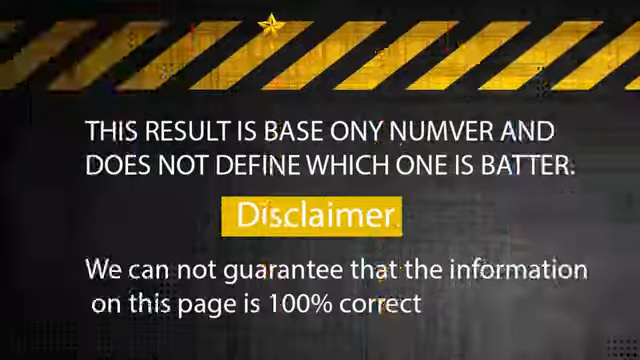 THIS RESULT IS BASE ONY NUMVER AND
DOES NOT DEFINE WHICH ONE IS BATTER.
Disclaimer
We can not guarantee that the information
on this page is 100% correct